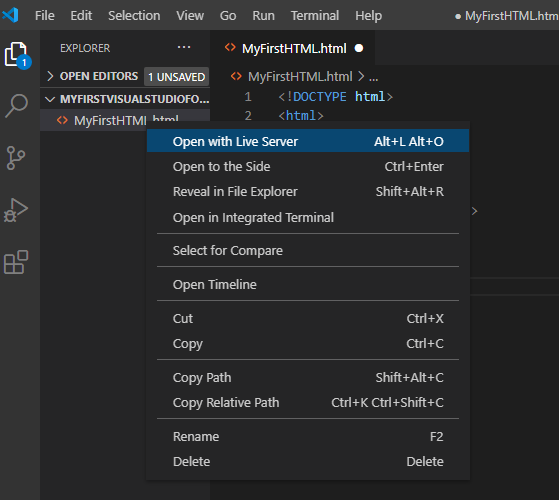 File Edit Selection View Go Run Terminal Help ● MyFirstHTML.htm
EXPLORER ···
MyFirstHTML.html ●
OPEN EDITORS 1 UNSAVED
MyFirstHTML.html > ...
MYFIRSTVISUALSTUDIOFO...
1 <!DOCTYPE html>
MyFirstHTML.html
2 <html>
1
Open with Live Server Alt+L Alt+O
Open to the Side Ctrl+Enter
Reveal in File Explorer Shift+Alt+R
Open in Integrated Terminal
>
Select for Compare
Open Timeline
Cut Ctrl+X
Copy Ctrl+C
Copy Path Shift+Alt+C
Copy Relative Path Ctrl+K Ctrl+Shift+C
Rename F2
Delete Delete